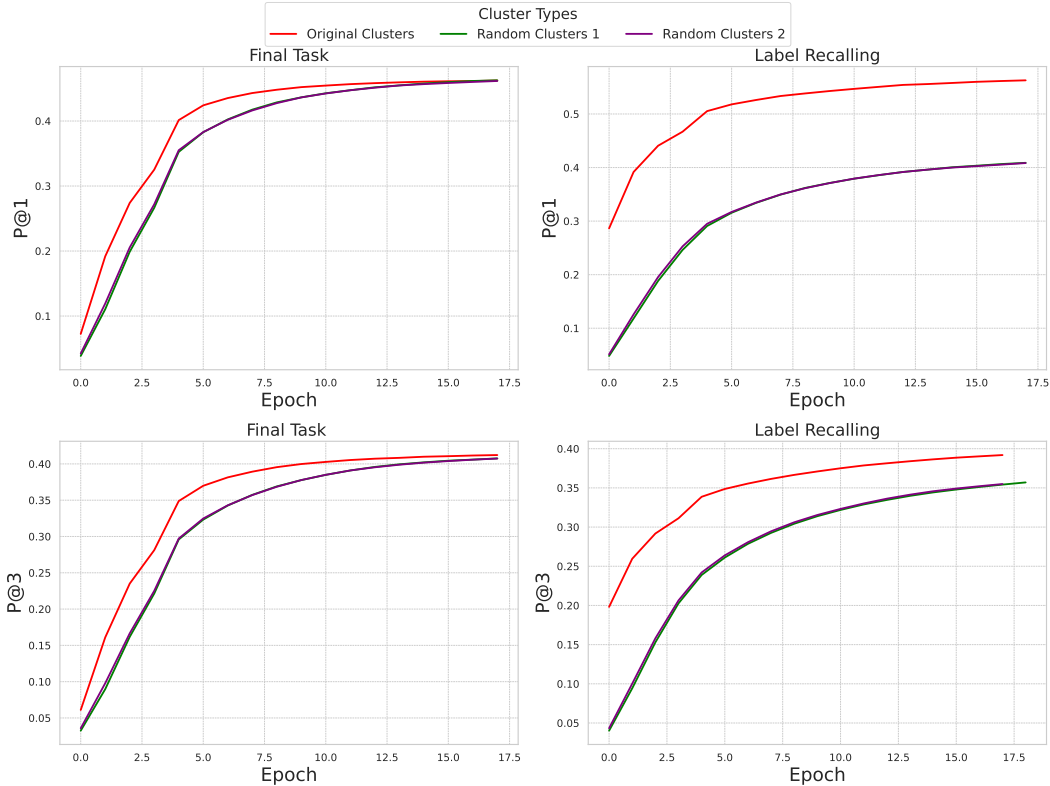 Cluster Types
Original Clusters Random Clusters 1 Random Clusters 2
Final Task
P@1
0.4
0.3
0.2
0.1
0.0 2.5 5.0 7.5 10.0 12.5 15.0 17.5
Epoch
Label Recalling
P@1
0.5
0.4
0.3
0.2
0.1
0.0 2.5 5.0 7.5 10.0 12.5 15.0 17.5
Epoch
Final Task
P@3
0.40
0.35
0.30
0.25
0.20
0.15
0.10
0.05
0.0 2.5 5.0 7.5 10.0 12.5 15.0 17.5
Epoch
Label Recalling
P@3
0.40
0.35
0.30
0.25
0.20
0.15
0.10
0.05
0.0 2.5 5.0 7.5 10.0 12.5 15.0 17.5
Epoch